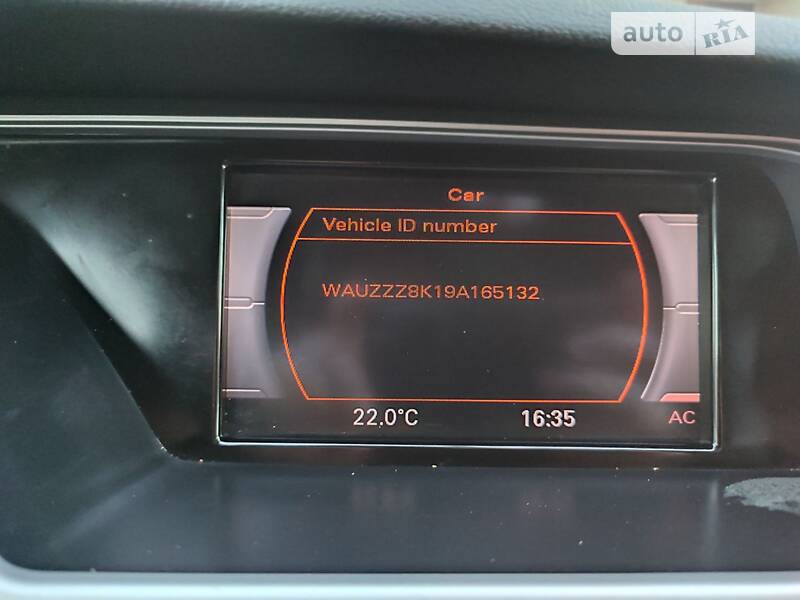 auto RIA
Car
Vehicle ID number
WAUZZZ8K19A165132
22.0°C 16:35 AC